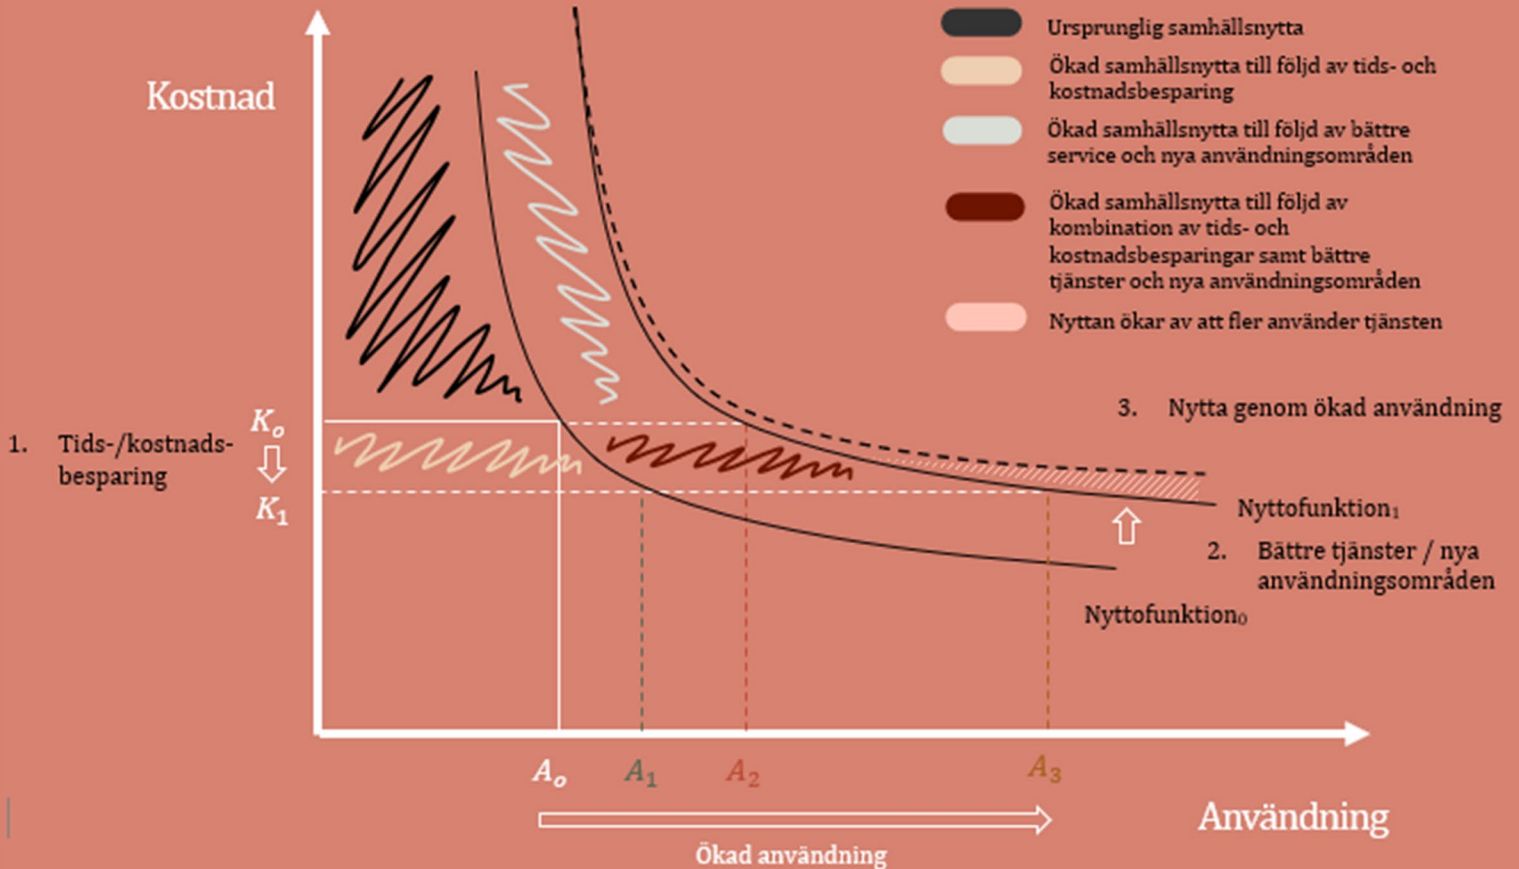 Kostnad
Ursprunglig samhällsnytta
Ökad samhällsnytta till följd av tids- och
kostnadsbesparing
Ökad samhällsnytta till följd av bättre
service och nya användningsområden
Ökad samhällsnytta till följd av
kombination av tids- och
kostnadsbesparingar samt bättre
tjänster och nya användningsområden
Nyttan ökar av att fler använder tjänsten
3. Nytta genom ökad användning
1. Tids-/kostnads-
besparing
Kₒ
K₁
Nyttofunktion₁
2. Bättre tjänster / nya
användningsområden
Nyttofunktion₀
Aₒ A₁ A₂ A₃
Användning
Ökad användning